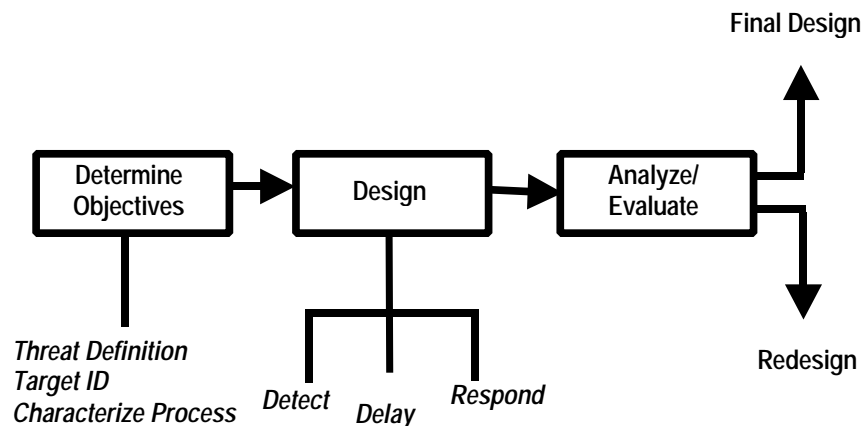 Final Design
Determine
Objectives
Design
Analyze/
Evaluate
Threat Definition
Target ID
Characterize Process
Detect
Delay
Respond
Redesign